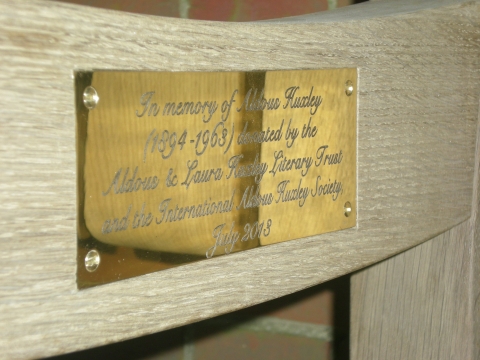 In memory of Aldous Huxley
(1894-1963) donated by the
Aldous & Laura Huxley Literary Trust
and the International Aldous Huxley Society,
July 2013